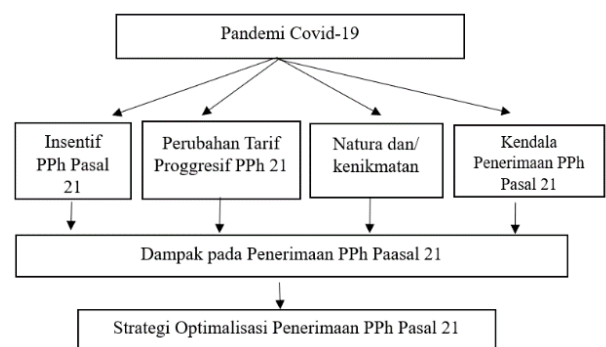 Pandemi Covid-19
Insentif
PPh Pasal
21
Perubahan Tarif
Proggresif PPh 21
Natura dan/
kenikmatan
Kendala
Penerimaan PPh
Pasal 21
Dampak pada Penerimaan PPh Paasal 21
Strategi Optimalisasi Penerimaan PPh Pasal 21